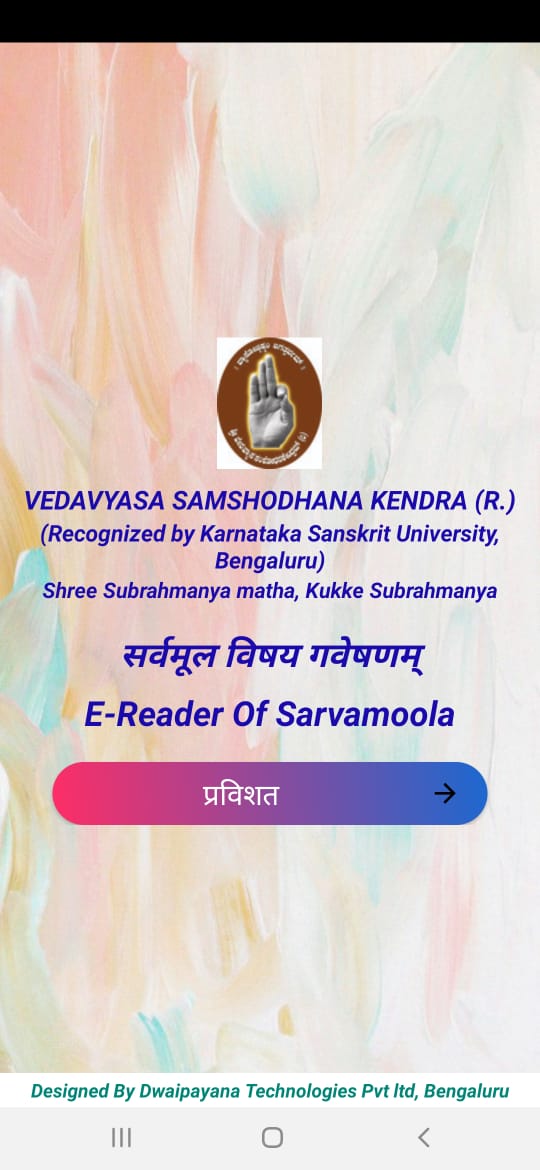 VEDAVYASA SAMSHODHANA KENDRA (R.)
(Recognized by Karnataka Sanskrit University,
Bengaluru)
Shree Subrahmanya matha, Kukke Subrahmanya
सर्वमूल विषय गवेषणम्
E-Reader Of Sarvamoola
प्रविशत
Designed By Dwaipayana Technologies Pvt ltd, Bengaluru